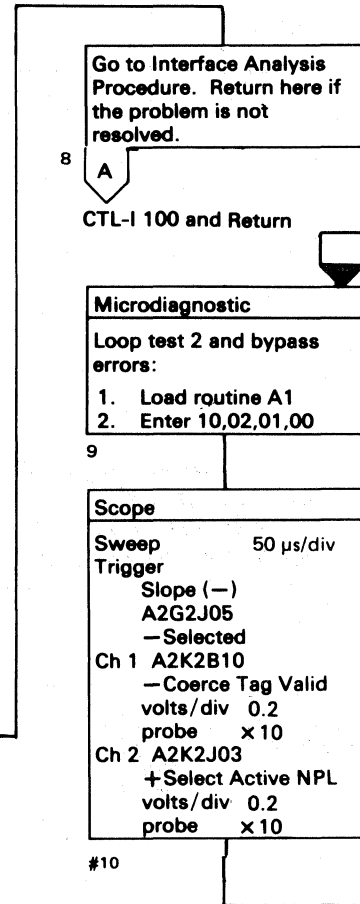 Go to Interface Analysis
Procedure. Return here if
the problem is not
resolved.
8
A
CTL-I 100 and Return
Microdiagnostic
Loop test 2 and bypass
errors:
1. Load routine A1
2. Enter 10,02,01,00
9
Scope
Sweep 50 µs/div
Trigger
Slope (—)
A2G2J05
—Selected
Ch 1 A2K2B10
—Coerce Tag Valid
volts/div 0.2
probe ×10
Ch 2 A2K2J03
+Select Active NPL
volts/div 0.2
probe ×10
#10